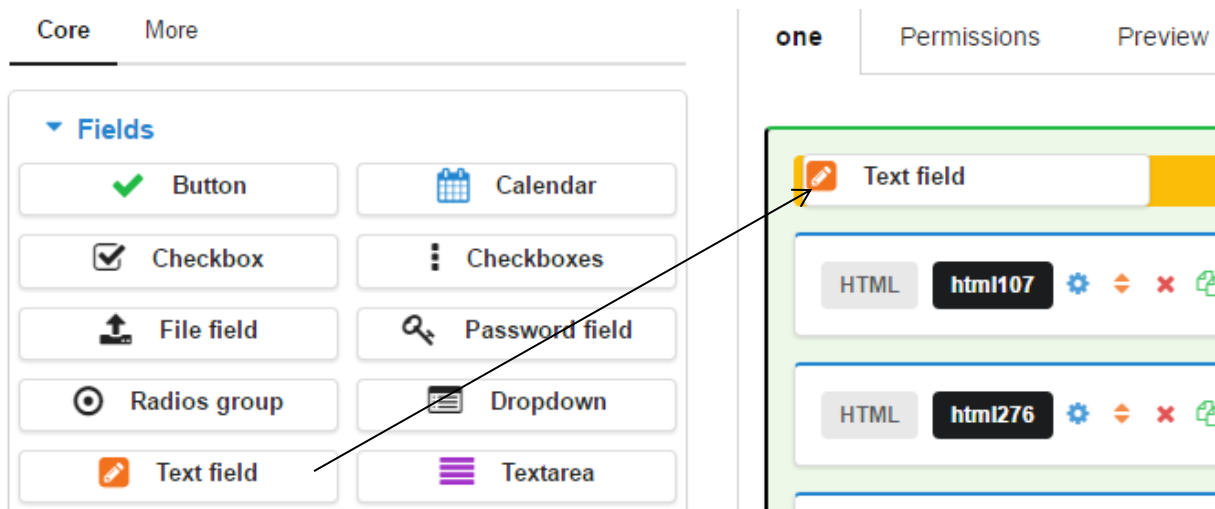 Core More
one Permissions Preview
Fields
Button Calendar
Checkbox Checkboxes
File field Password field
Radios group Dropdown
Text field Textarea
Text field
HTML html107
HTML html276